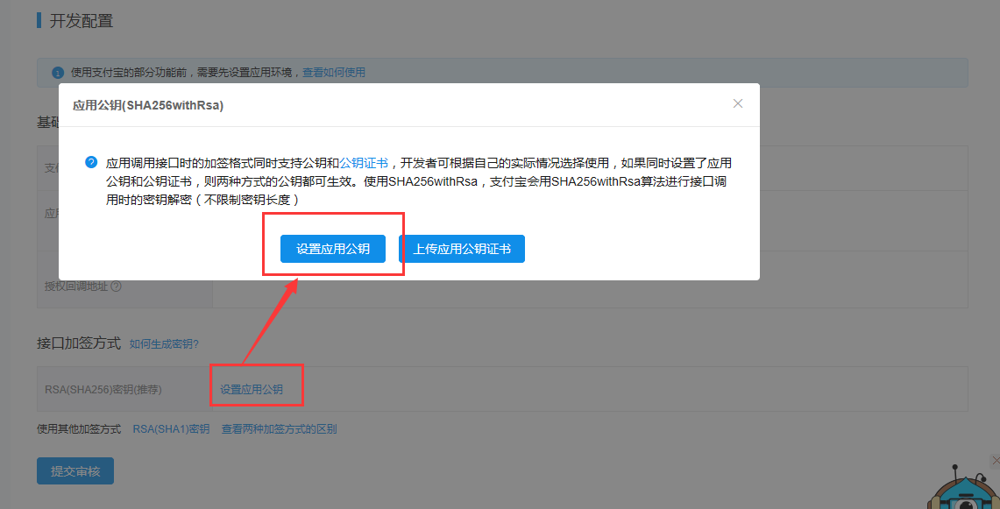 开发配置
使用支付宝的部分功能前，需要先设置应用环境，查看如何使用
应用公钥(SHA256withRsa)
基础
支付
应用调用接口时的加签格式同时支持公钥和公钥证书，开发者可根据自己的实际情况选择使用，如果同时设置了应用
公钥和公钥证书，则两种方式的公钥都可生效。使用SHA256withRsa，支付宝会用SHA256withRsa算法进行接口调
用时的密钥解密（不限制密钥长度）
应用
设置应用公钥 上传应用公钥证书
授权回调地址
接口加签方式 如何生成密钥?
RSA(SHA256)密钥(推荐) 设置应用公钥
使用其他加签方式 RSA(SHA1)密钥 查看两种加签方式的区别
提交审核